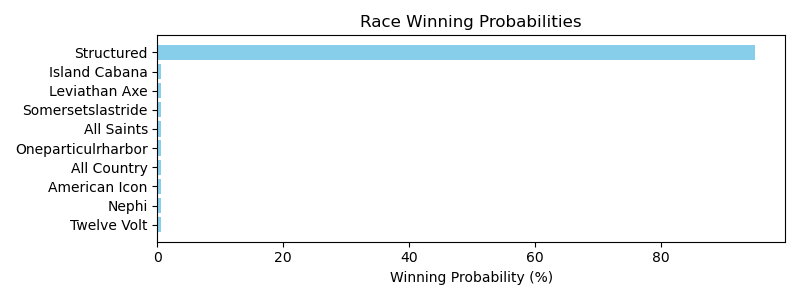 Race Winning Probabilities
Structured
Island Cabana
Leviathan Axe
Somersetslastride
All Saints
Oneparticulrharbor
All Country
American Icon
Nephi
Twelve Volt
0 20 40 60 80
Winning Probability (%)